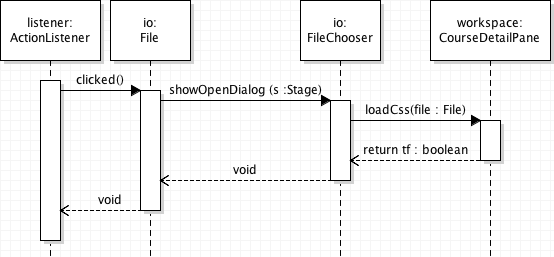 listener:
ActionListener
io:
File
io:
FileChooser
workspace:
CourseDetailPane
clicked()
showOpenDialog (s :Stage)
loadCss(file : File)
return tf : boolean
void
void